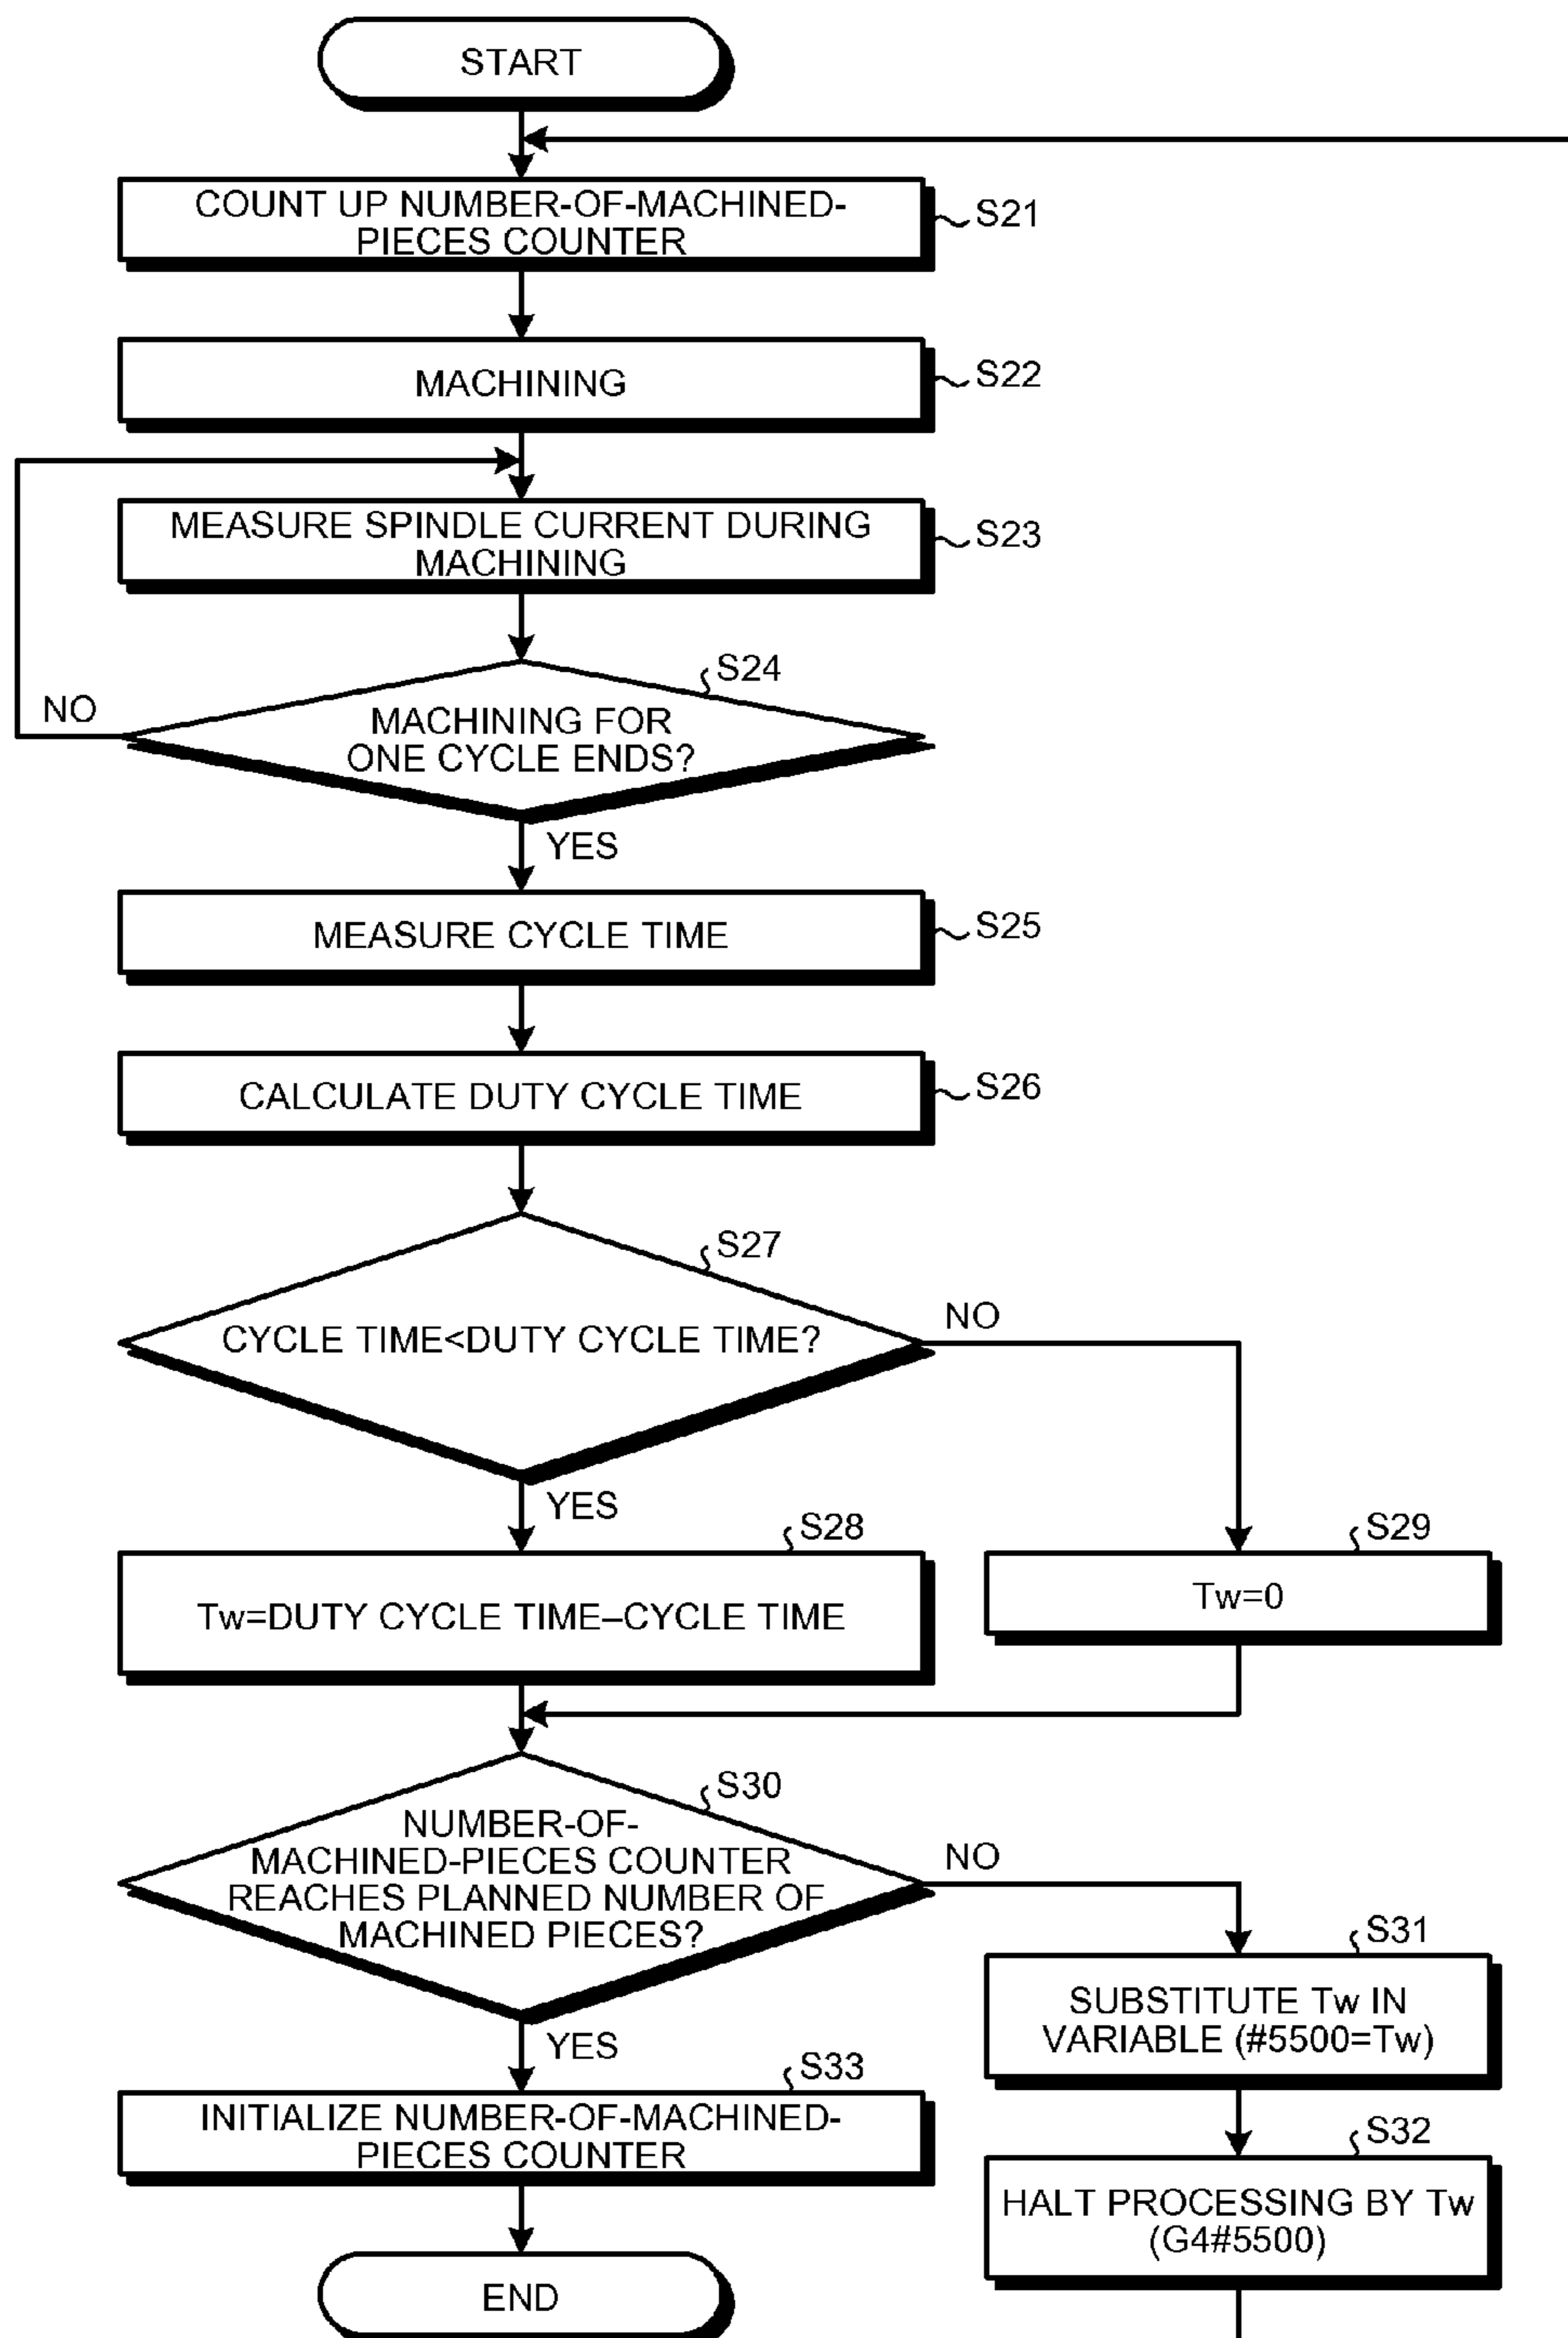 START
COUNT UP NUMBER-OF-MACHINED-
PIECES COUNTER
S21
MACHINING
S22
MEASURE SPINDLE CURRENT DURING
MACHINING
S23
S24
NO
MACHINING FOR
ONE CYCLE ENDS?
YES
MEASURE CYCLE TIME
S25
CALCULATE DUTY CYCLE TIME
S26
S27
CYCLE TIME<DUTY CYCLE TIME?
NO
YES
S28
Tw=DUTY CYCLE TIME–CYCLE TIME
S29
Tw=0
S30
NUMBER-OF-
MACHINED-PIECES COUNTER
REACHES PLANNED NUMBER OF
MACHINED PIECES?
NO
YES
S31
SUBSTITUTE Tw IN
VARIABLE (#5500=Tw)
S33
INITIALIZE NUMBER-OF-MACHINED-
PIECES COUNTER
S32
HALT PROCESSING BY Tw
(G4#5500)
END